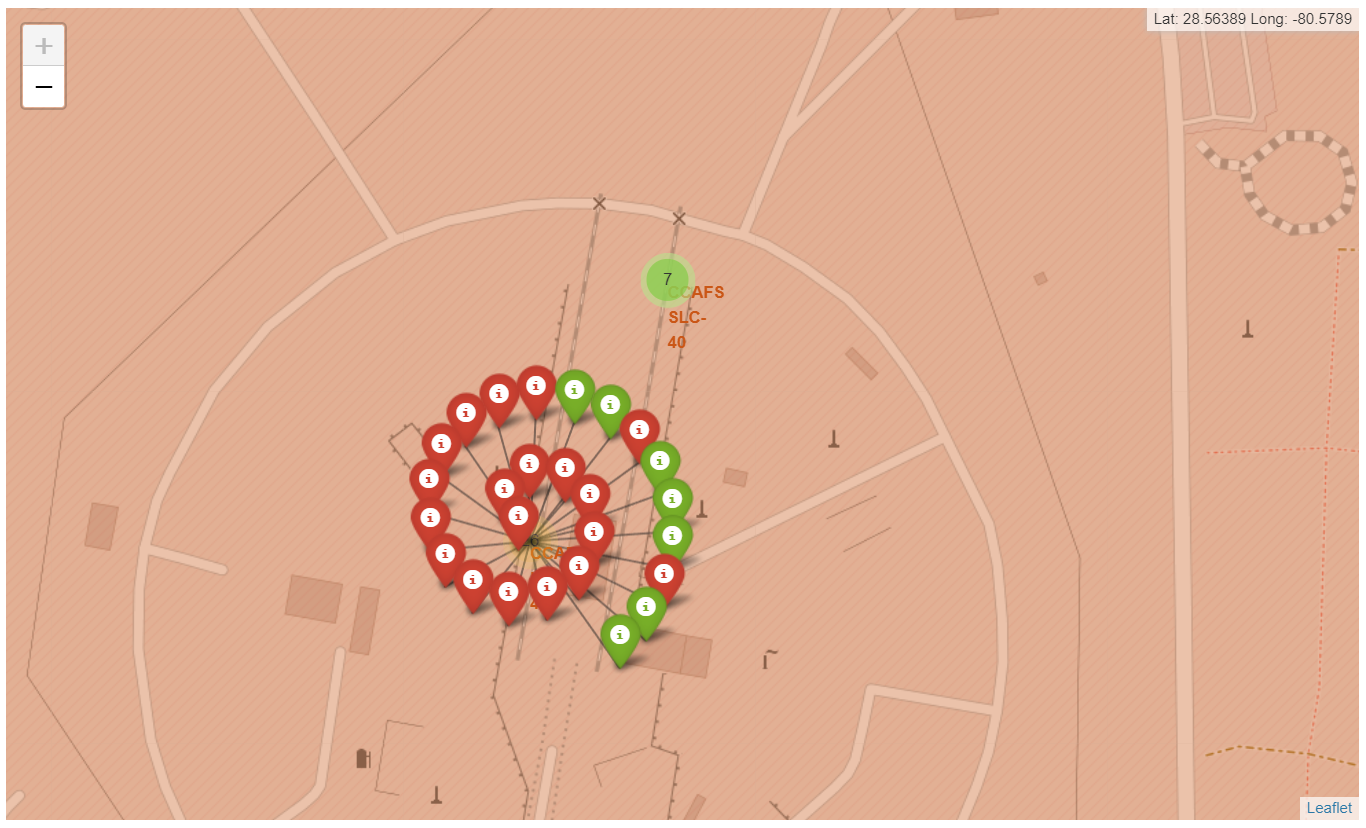 Lat: 28.56389 Long: -80.5789
+
−
7
CCAFS
SLC-
40
Leaflet